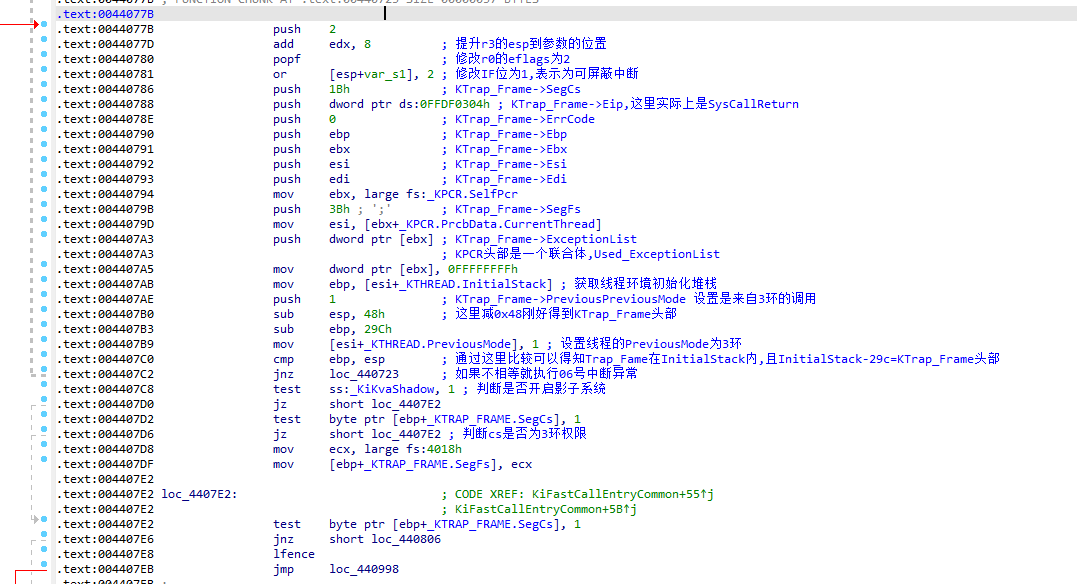 .text:0044077B ; FUNCTION CHUNK AT .text:00440723 SIZE 00000057 BYTES
.text:0044077B
.text:0044077B push 2
.text:0044077D add edx, 8 ; 提升r3的esp到参数的位置
.text:00440780 popf ; 修改r0的eflags为2
.text:00440781 or [esp+var_s1], 2 ; 修改IF位为1,表示为可屏蔽中断
.text:00440786 push 1Bh ; KTrap_Frame->SegCs
.text:00440788 push dword ptr ds:0FFDF0304h ; KTrap_Frame->Eip,这里实际上是SysCallReturn
.text:0044078E push 0 ; KTrap_Frame->ErrCode
.text:00440790 push ebp ; KTrap_Frame->Ebp
.text:00440791 push ebx ; KTrap_Frame->Ebx
.text:00440792 push esi ; KTrap_Frame->Esi
.text:00440793 push edi ; KTrap_Frame->Edi
.text:00440794 mov ebx, large fs:_KPCR.SelfPcr
.text:0044079B push 3Bh ; ';' ; KTrap_Frame->SegFs
.text:0044079D mov esi, [ebx+_KPCR.PrcbData.CurrentThread]
.text:004407A3 push dword ptr [ebx] ; KTrap_Frame->ExceptionList
.text:004407A3 ; KPCR头部是一个联合体,Used_ExceptionList
.text:004407A5 mov dword ptr [ebx], 0FFFFFFFFh
.text:004407AB mov ebp, [esi+_KTHREAD.InitialStack] ; 获取线程环境初始化堆栈
.text:004407AE push 1 ; KTrap_Frame->PreviousPreviousMode 设置是来自3环的调用
.text:004407B0 sub esp, 48h ; 这里减0x48刚好得到KTrap_Frame头部
.text:004407B3 sub ebp, 29Ch
.text:004407B9 mov [esi+_KTHREAD.PreviousMode], 1 ; 设置线程的PreviousMode为3环
.text:004407C0 cmp ebp, esp ; 通过这里比较可以得知Trap_Fame在InitialStack内,且InitialStack-29c=KTrap_Frame头部
.text:004407C2 jnz loc_440723 ; 如果不相等就执行06号中断异常
.text:004407C8 test ss:_KiKvaShadow, 1 ; 判断是否开启影子系统
.text:004407D0 jz short loc_4407E2
.text:004407D2 test byte ptr [ebp+_KTRAP_FRAME.SegCs], 1
.text:004407D6 jz short loc_4407E2 ; 判断cs是否为3环权限
.text:004407D8 mov ecx, large fs:4018h
.text:004407DF mov [ebp+_KTRAP_FRAME.SegFs], ecx
.text:004407E2
.text:004407E2 loc_4407E2: ; CODE XREF: KiFastCallEntryCommon+55↑j
.text:004407E2 ; KiFastCallEntryCommon+5B↑j
.text:004407E2 test byte ptr [ebp+_KTRAP_FRAME.SegCs], 1
.text:004407E6 jnz short loc_440806
.text:004407E8 lfence
.text:004407EB jmp loc_440998
.text:004407EB ;